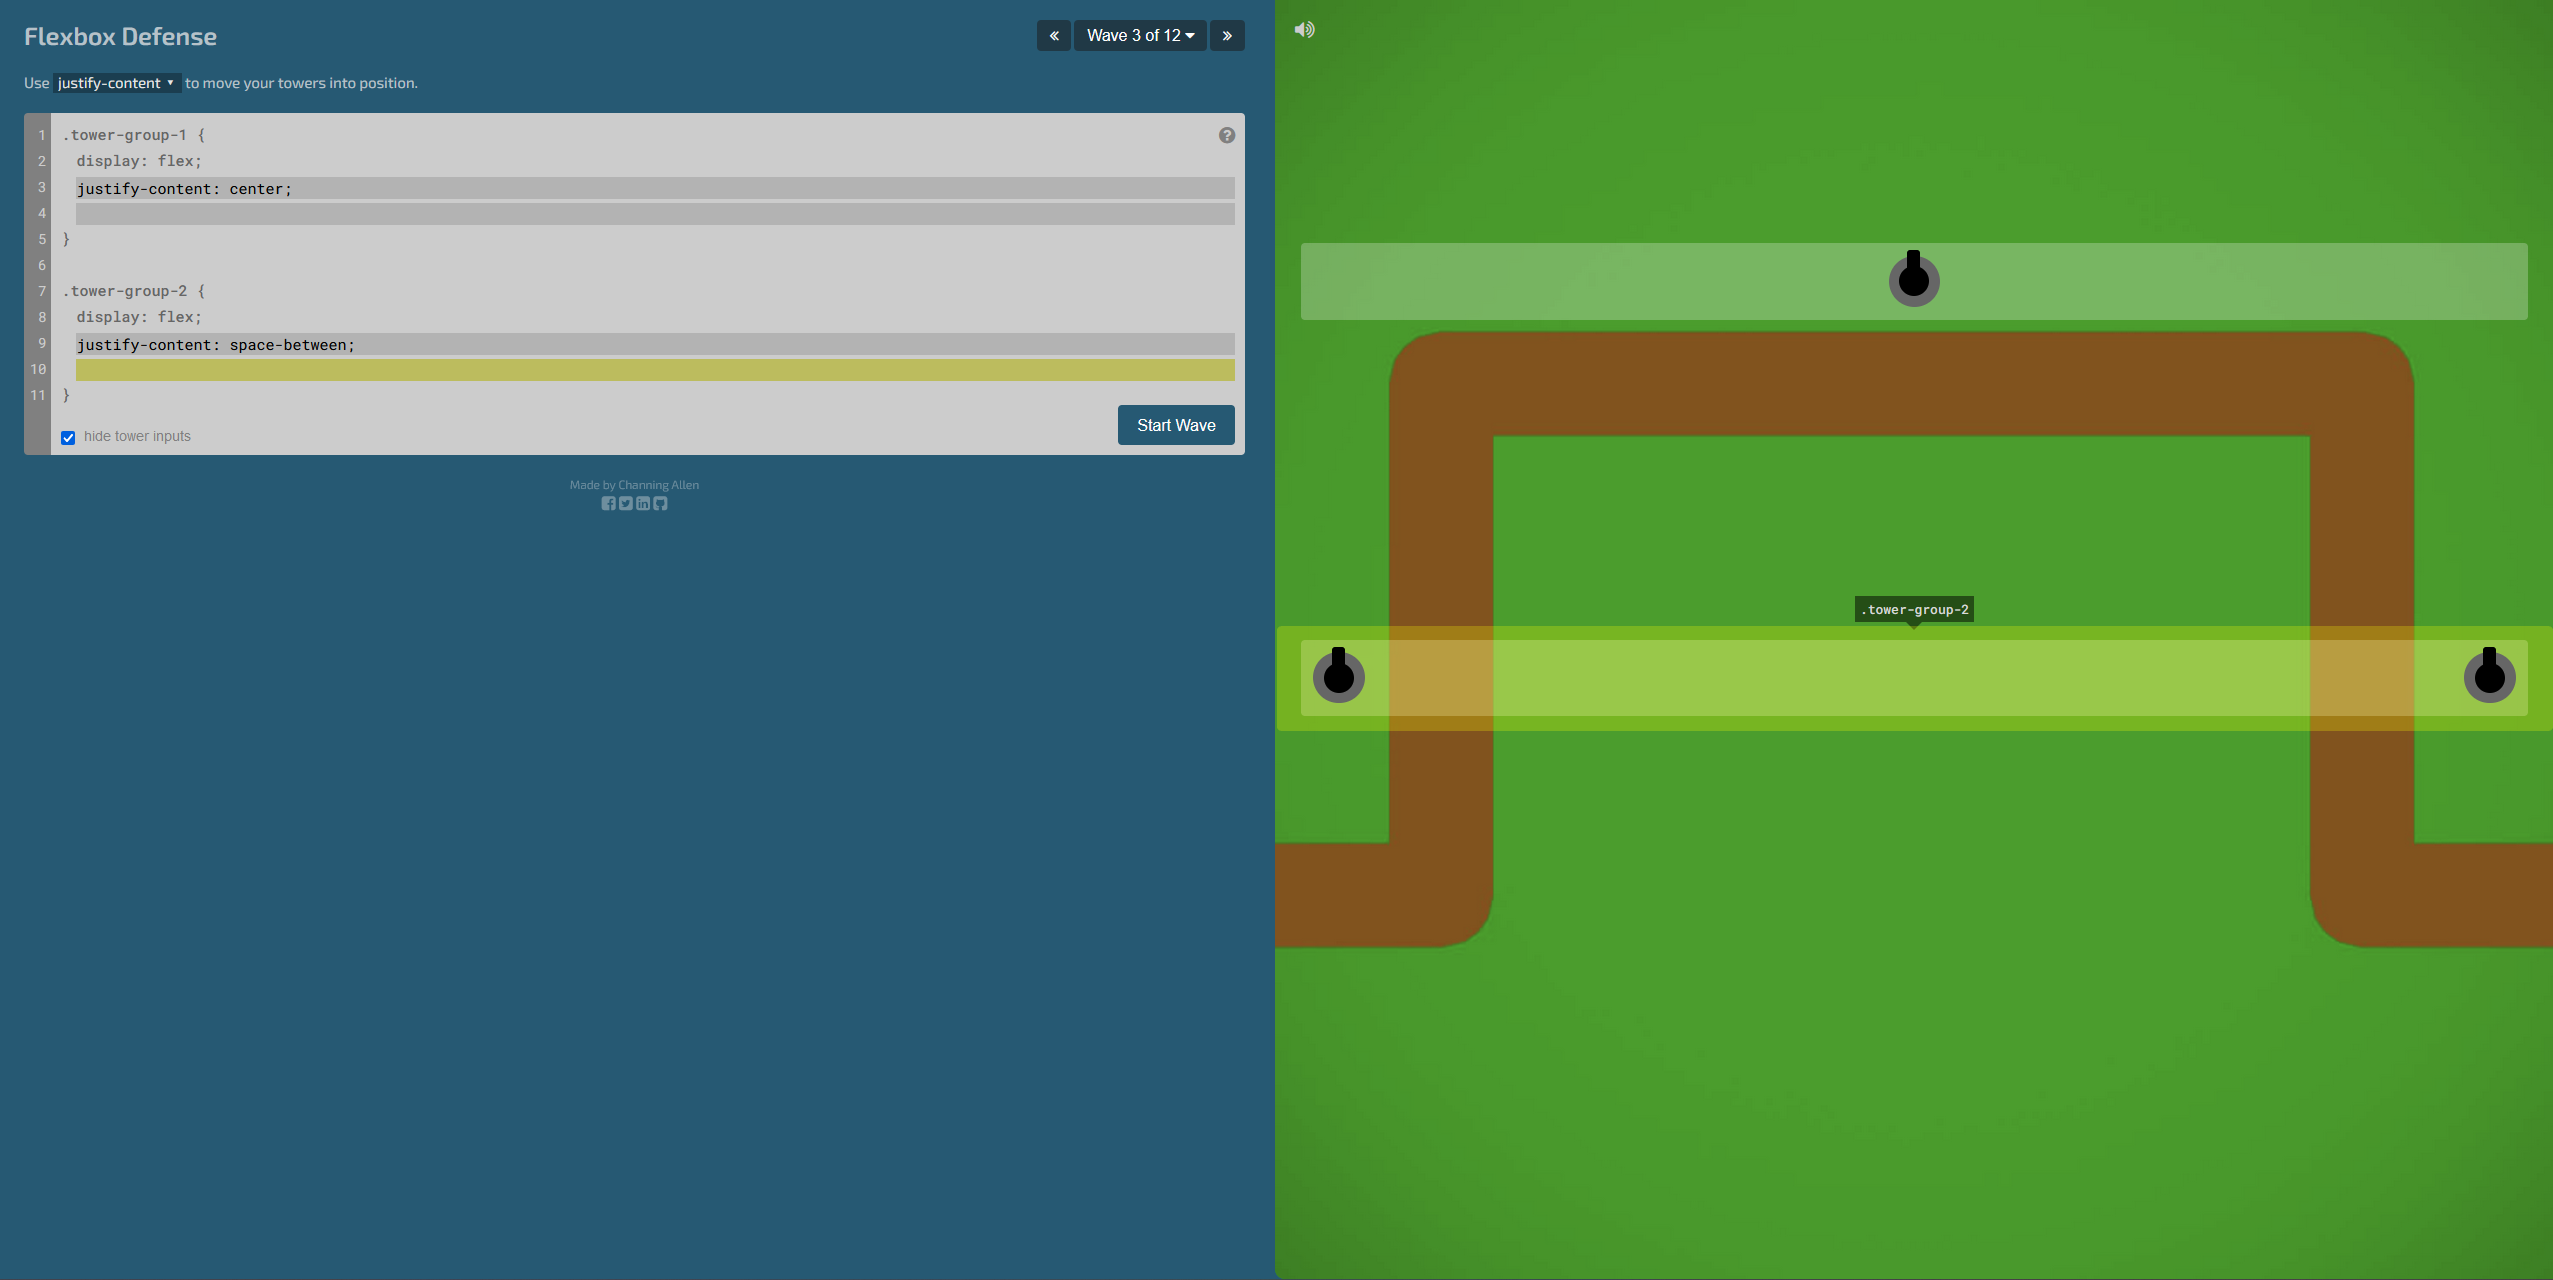 Flexbox Defense
« Wave 3 of 12 »
Use justify-content to move your towers into position.
1 .tower-group-1 {
2 display: flex;
3 justify-content: center;
4
5 }
6
7 .tower-group-2 {
8 display: flex;
9 justify-content: space-between;
10
11 }
hide tower inputs
Start Wave
Made by Channing Allen
.tower-group-2